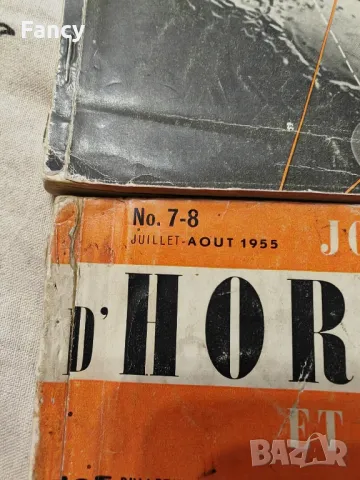 Fancy
No. 7-8
JUILLET-AOUT 1955
JO
D'HOR
ET
bazar